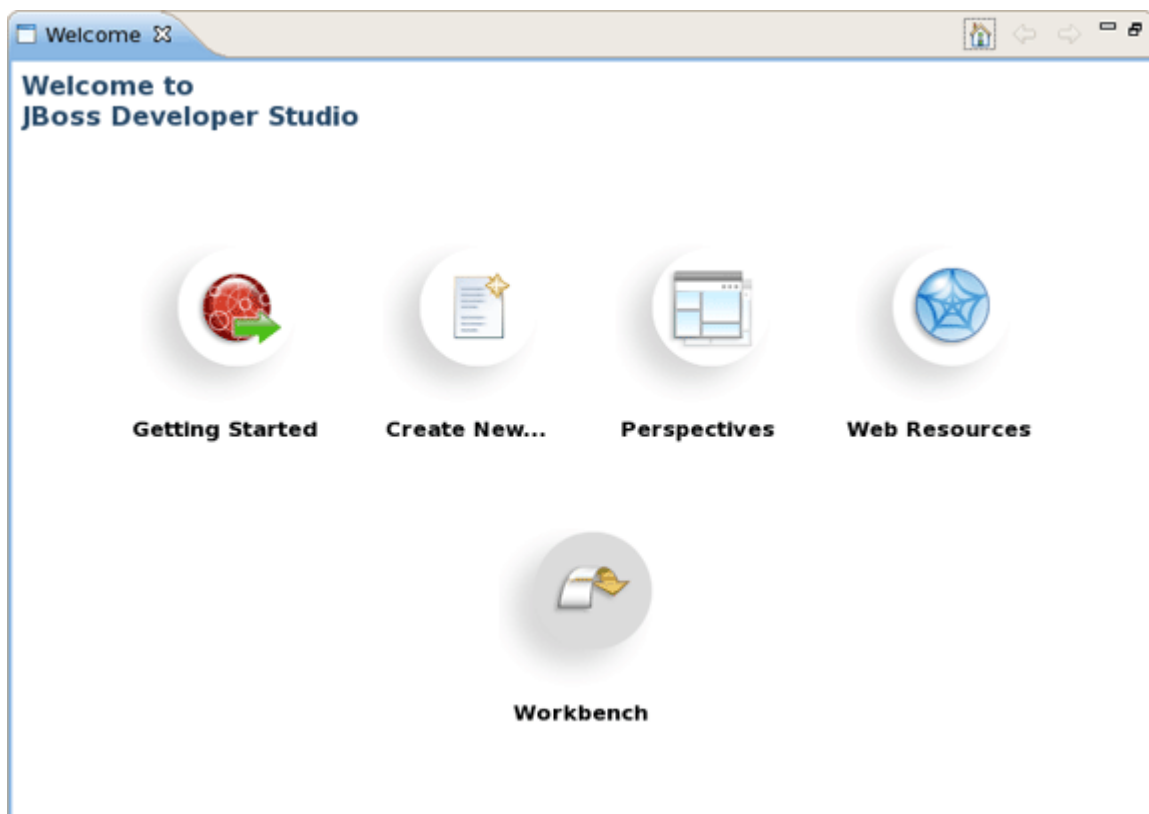 Welcome
Welcome to
JBoss Developer Studio
Getting Started
Create New...
Perspectives
Web Resources
Workbench